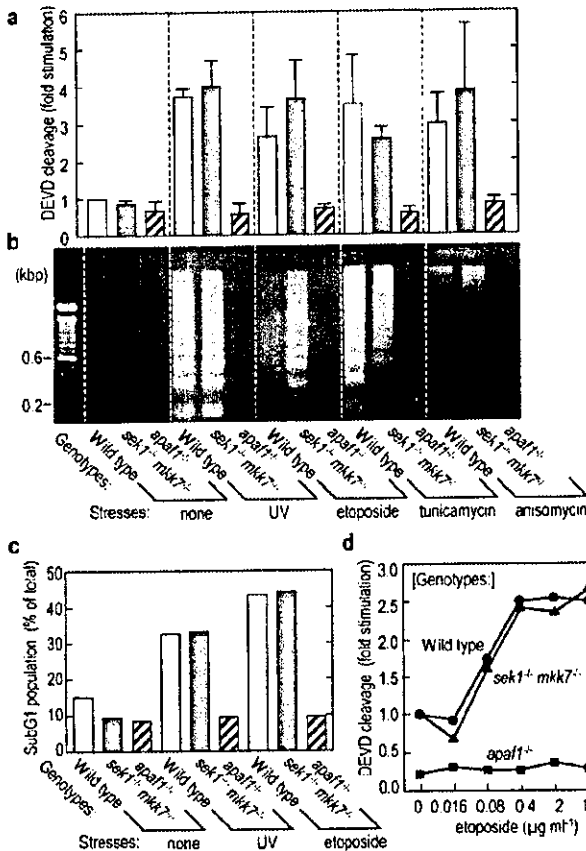 a
DEVD cleavage (fold stimulation)
6
5
4
3
2
1
0
b
(kbp)
0.6-
0.2-
Genotypes:
Wild type
sek1-/- mkk7-/-
apaf1-/-
Wild type
sek1-/- mkk7-/-
apaf1-/-
Wild type
sek1-/- mkk7-/-
apaf1-/-
Wild type
sek1-/- mkk7-/-
apaf1-/-
Wild type
sek1-/- mkk7-/-
apaf1-/-
Stresses: none UV etoposide tunicamycin anisomycin
c
SubG1 population (% of total)
50
40
30
20
10
0
Genotypes:
Wild type
sek1-/- mkk7-/-
apaf1-/-
Wild type
sek1-/- mkk7-/-
apaf1-/-
Wild type
sek1-/- mkk7-/-
apaf1-/-
Stresses: none UV etoposide
d
DEVD cleavage (fold stimulation)
3.0
2.5
2.0
1.5
1.0
0.5
0
[Genotypes:]
Wild type
sek1-/- mkk7-/-
apaf1-/-
0 0.016 0.08 0.4 2
etoposide (µg ml-1)